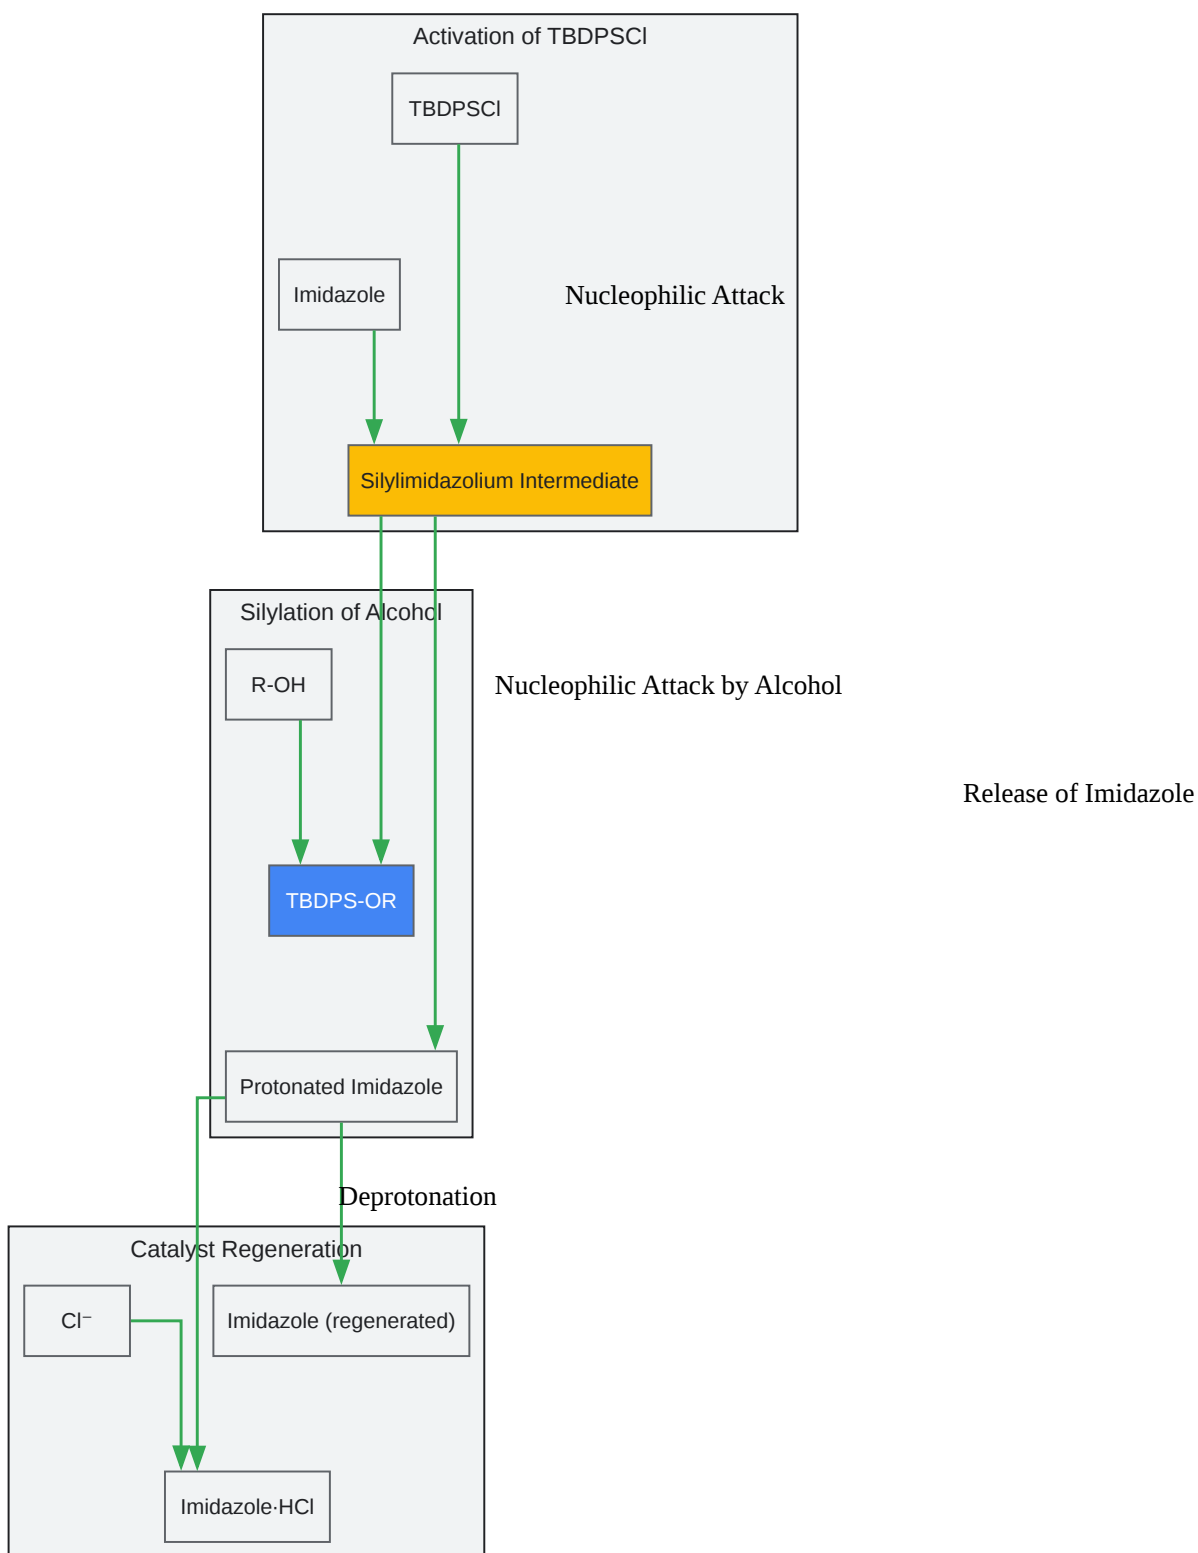 Activation of TBDPSCl
TBDPSCl
Imidazole
Nucleophilic Attack
Silylimidazolium Intermediate
Silylation of Alcohol
R-OH
Nucleophilic Attack by Alcohol
Release of Imidazole
TBDPS-OR
Protonated Imidazole
Deprotonation
Catalyst Regeneration
Cl⁻
Imidazole (regenerated)
Imidazole·HCl